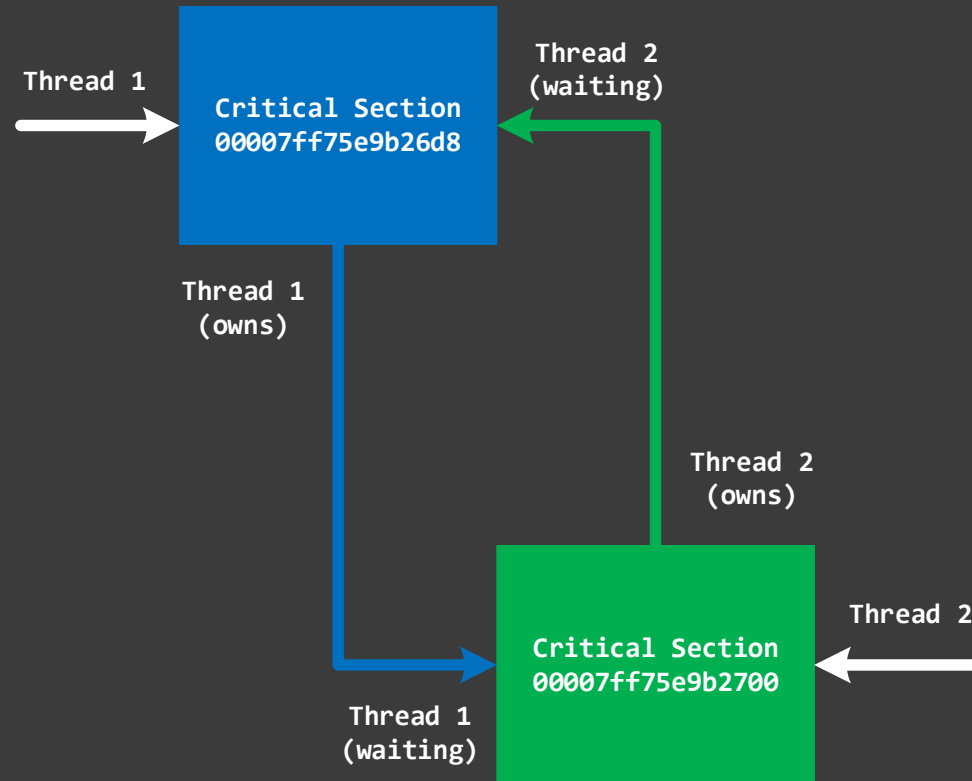 Thread 1
Thread 2
(waiting)
Critical Section
00007ff75e9b26d8
Thread 1
(owns)
Thread 2
(owns)
Thread 2
Critical Section
00007ff75e9b2700
Thread 1
(waiting)